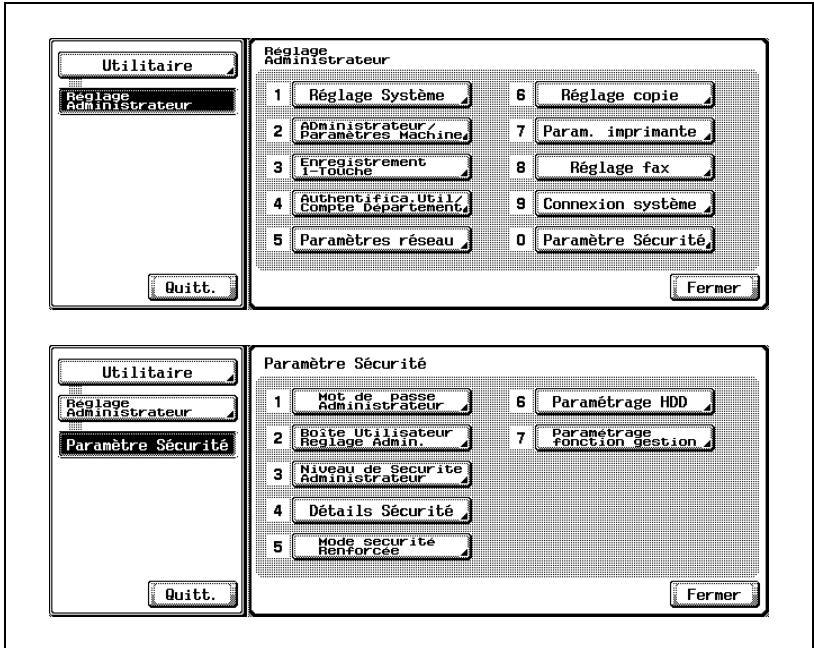 Utilitaire
Réglage
Administrateur
Quitt.
Réglage
Administrateur
1 Réglage Système
2 ADministrateur/
Paramètres Machine
3 Enregistrement
1-Touche
4 Authentifica.Util/
Compte Département
5 Paramètres réseau
6 Réglage copie
7 Param. imprimante
8 Réglage fax
9 Connexion système
0 Paramètre Sécurité
Fermer
Utilitaire
Réglage
Administrateur
Paramètre Sécurité
Quitt.
Paramètre Sécurité
1 Mot de passe
Administrateur
2 Boîte Utilisateur
Réglage Admin.
3 Niveau de Sécurité
Administrateur
4 Détails Sécurité
5 Mode sécurité
Renforcée
6 Paramétrage HDD
7 Paramétrage
fonction gestion
Fermer